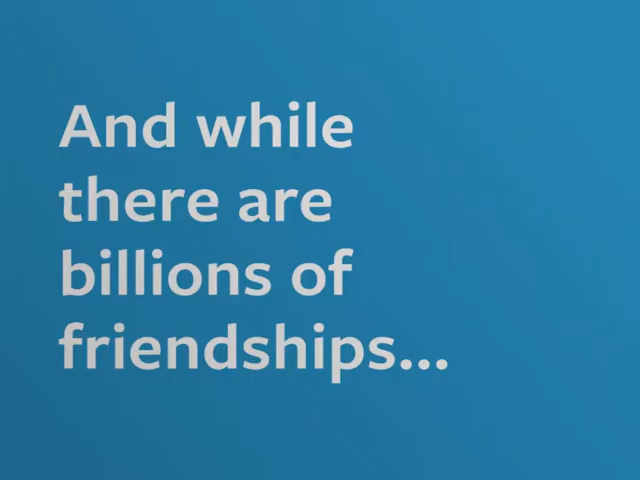 And while
there are
billions of
friendships...